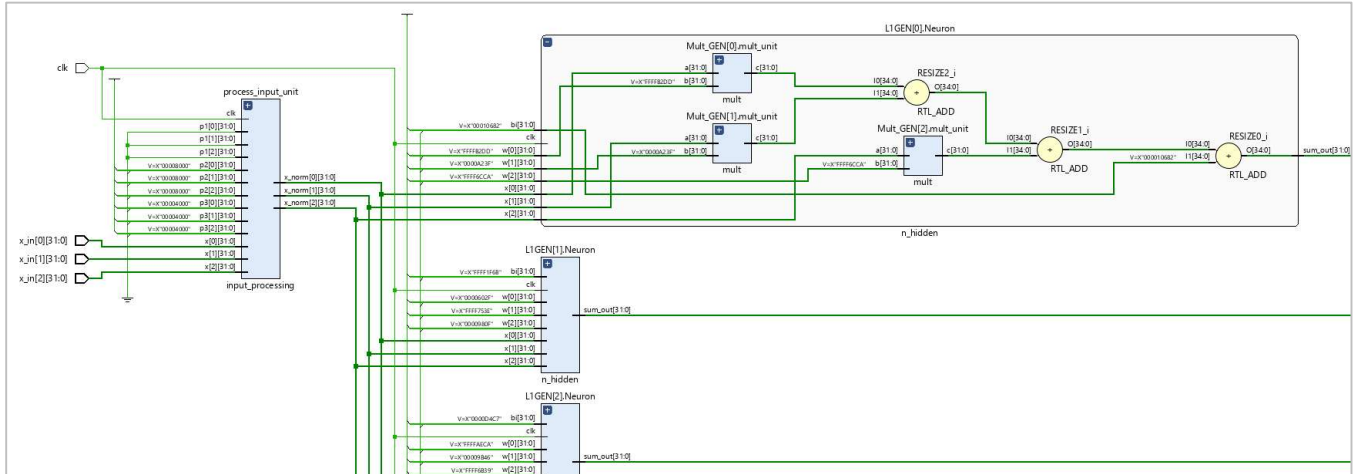 clk
process_input_unit
clk
p1[0][31:0]
p1[1][31:0]
p1[2][31:0]
V=X"00008000" p2[0][31:0]
V=X"00008000" p2[1][31:0]
V=X"00008000" p2[2][31:0]
V=X"00004000" p3[0][31:0]
V=X"00004000" p3[1][31:0]
V=X"00004000" p3[2][31:0]
x[0][31:0]
x[1][31:0]
x[2][31:0]
x_norm[0][31:0]
x_norm[1][31:0]
x_norm[2][31:0]
input_processing
x_in[0][31:0]
x_in[1][31:0]
x_in[2][31:0]
L1GEN[0].Neuron
V=X"00010682" bi[31:0]
clk
V=X"FFFFB2DD" w[0][31:0]
V=X"0000A23F" w[1][31:0]
V=X"FFFF6CCA" w[2][31:0]
x[0][31:0]
x[1][31:0]
x[2][31:0]
Mult_GEN[0].mult_unit
a[31:0]
V=X"FFFFB2DD" b[31:0]
c[31:0]
mult
Mult_GEN[1].mult_unit
a[31:0]
V=X"0000A23F" b[31:0]
c[31:0]
mult
RESIZE2_i
I0[34:0]
I1[34:0]
O[34:0]
+
RTL_ADD
Mult_GEN[2].mult_unit
a[31:0]
V=X"FFFF6CCA" b[31:0]
c[31:0]
mult
RESIZE1_i
I0[34:0]
I1[34:0]
O[34:0]
+
RTL_ADD
RESIZE0_i
I0[34:0]
V=X"000010682" I1[34:0]
O[34:0]
+
RTL_ADD
sum_out[31:0]
n_hidden
L1GEN[1].Neuron
V=X"FFFF1F6B" bi[31:0]
clk
V=X"0000602F" w[0][31:0]
V=X"FFFF753E" w[1][31:0]
V=X"0000980F" w[2][31:0]
x[0][31:0]
x[1][31:0]
x[2][31:0]
sum_out[31:0]
n_hidden
L1GEN[2].Neuron
V=X"0000D4C7" bi[31:0]
clk
V=X"FFFFAECA" w[0][31:0]
V=X"00009B46" w[1][31:0]
V=X"FFFF6B39" w[2][31:0]
sum_out[31:0]